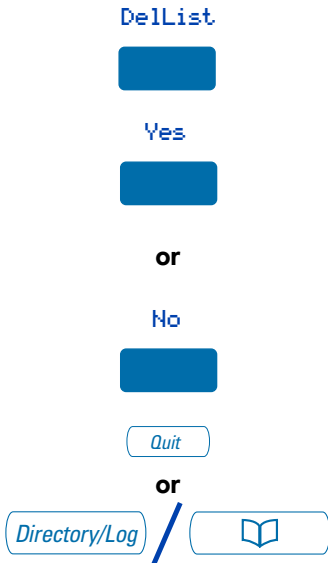 DelList
Yes
or
No
Quit
or
Directory/Log /